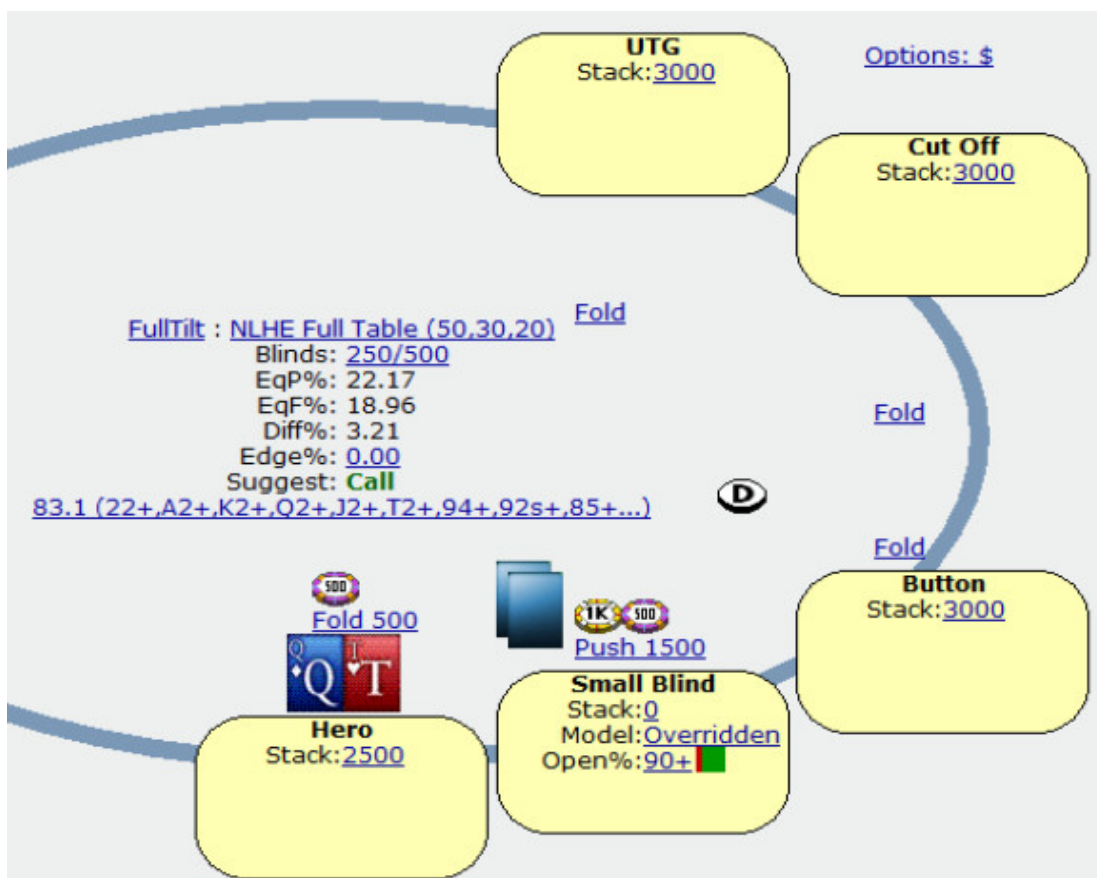 UTG
Stack:3000
Options: $
Cut Off
Stack:3000
Fold
FullTilt : NLHE Full Table (50,30,20)
Blinds: 250/500
EqP%: 22.17
EqF%: 18.96
Diff%: 3.21
Edge%: 0.00
Suggest: Call
83.1 (22+,A2+,K2+,Q2+,J2+,T2+,94+,92s+,85+...)
Fold
D
Fold
Button
Stack:3000
500
Fold 500
Q Q T T
1K 500
Push 1500
Small Blind
Stack:0
Model:Overridden
Open%:90+
Hero
Stack:2500